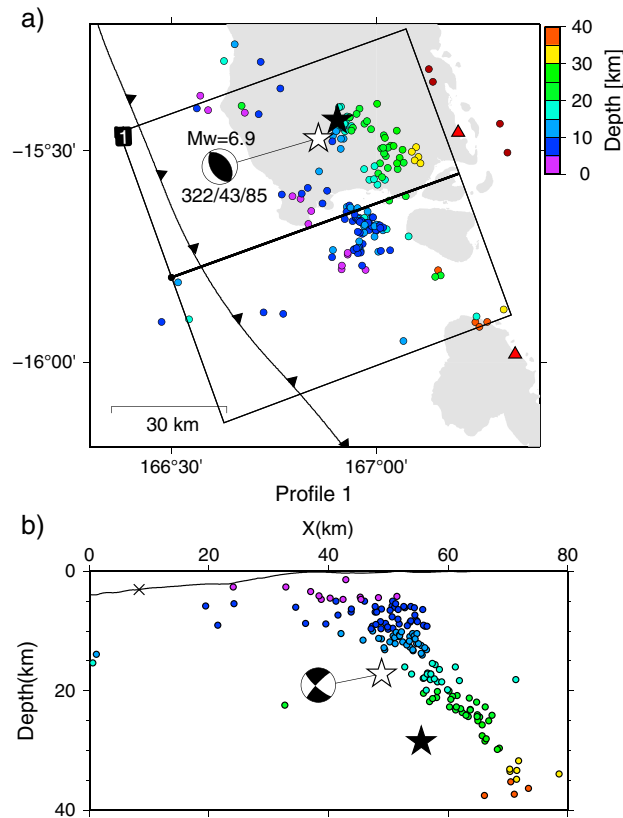 a)
1
Mw=6.9
322/43/85
30 km
−15°30'
−16°00'
166°30'
167°00'
40
30
20
10
0
Depth [km]
Profile 1
b)
X(km)
0
20
40
60
80
0
20
40
Depth(km)